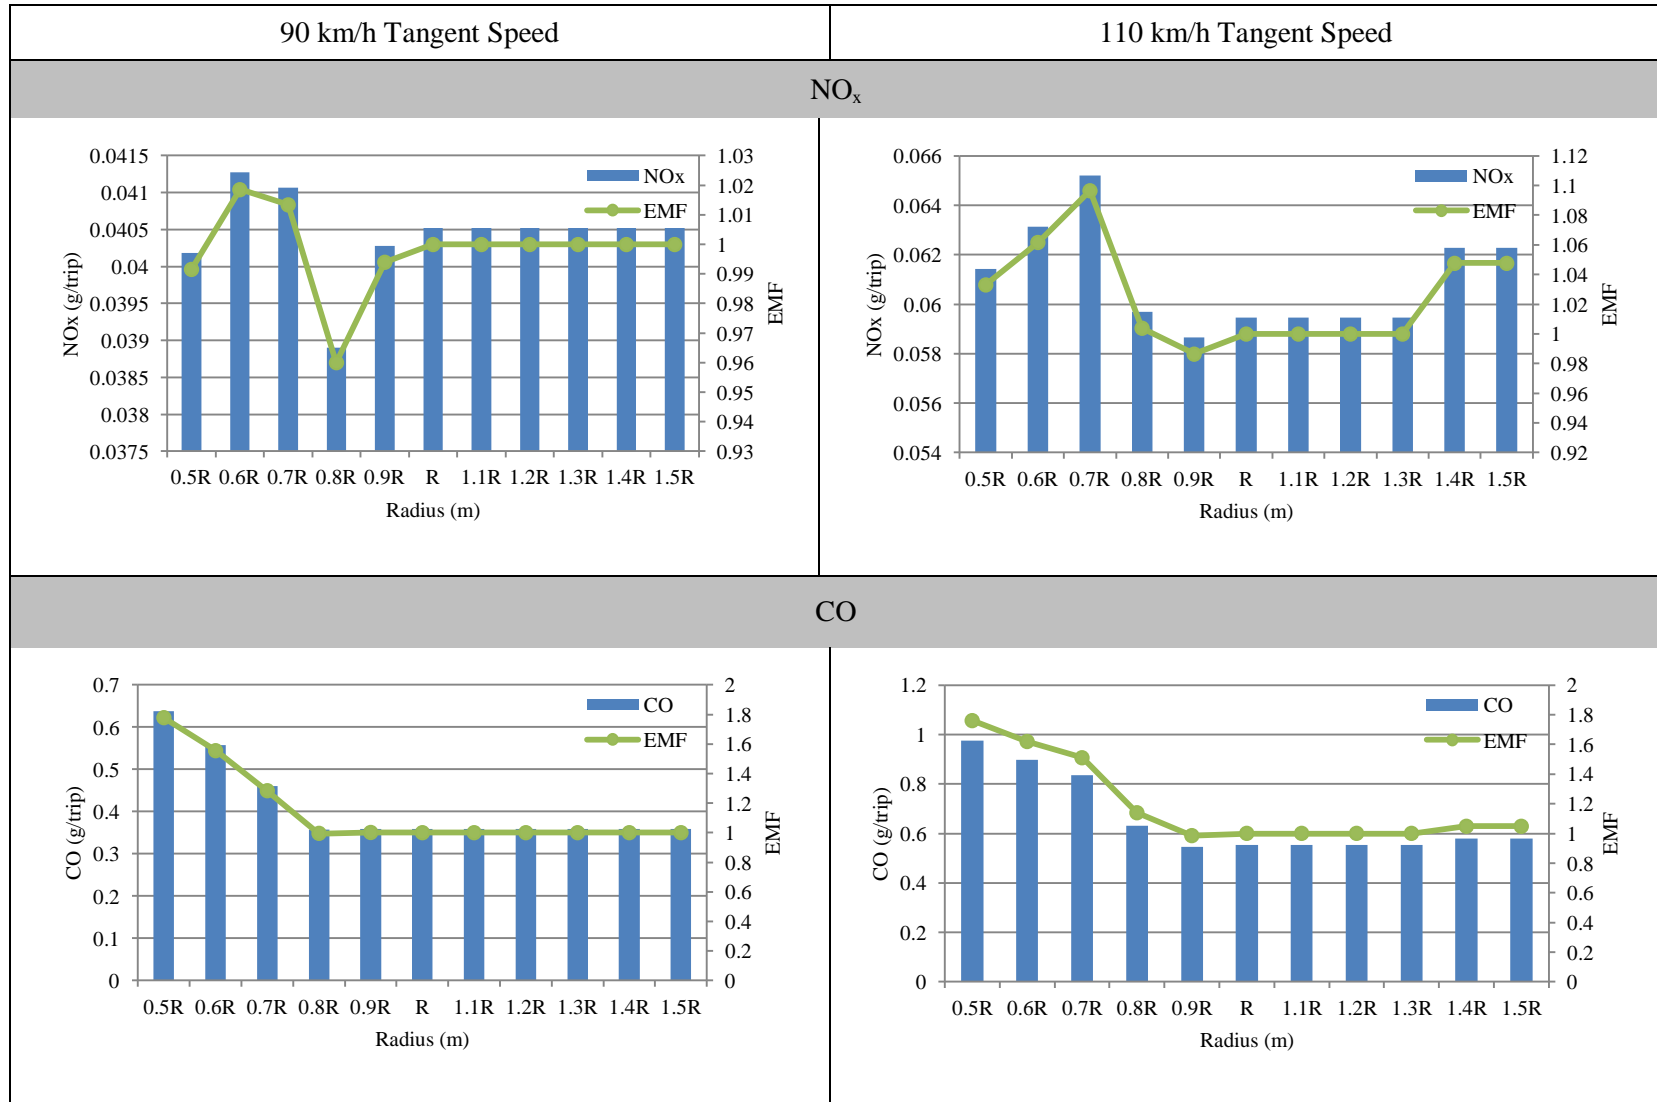 90 km/h Tangent Speed
110 km/h Tangent Speed
NOx
0.0415
0.041
0.0405
0.04
0.0395
0.039
0.0385
0.038
0.0375
NOx (g/trip)
1.03
1.02
1.01
1
0.99
0.98
0.97
0.96
0.95
0.94
0.93
EMF
NOx
EMF
0.5R 0.6R 0.7R 0.8R 0.9R R 1.1R 1.2R 1.3R 1.4R 1.5R
Radius (m)
0.066
0.064
0.062
0.06
0.058
0.056
0.054
NOx (g/trip)
1.12
1.1
1.08
1.06
1.04
1.02
1
0.98
0.96
0.94
0.92
EMF
NOx
EMF
0.5R 0.6R 0.7R 0.8R 0.9R R 1.1R 1.2R 1.3R 1.4R 1.5R
Radius (m)
CO
0.7
0.6
0.5
0.4
0.3
0.2
0.1
0
CO (g/trip)
2
1.8
1.6
1.4
1.2
1
0.8
0.6
0.4
0.2
0
EMF
CO
EMF
0.5R 0.6R 0.7R 0.8R 0.9R R 1.1R 1.2R 1.3R 1.4R 1.5R
Radius (m)
1.2
1
0.8
0.6
0.4
0.2
0
CO (g/trip)
2
1.8
1.6
1.4
1.2
1
0.8
0.6
0.4
0.2
0
EMF
CO
EMF
0.5R 0.6R 0.7R 0.8R 0.9R R 1.1R 1.2R 1.3R 1.4R 1.5R
Radius (m)